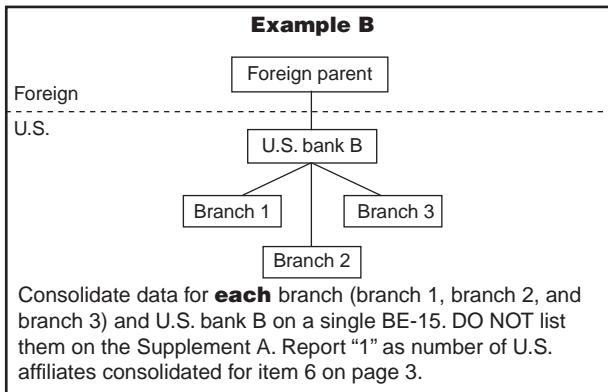 Example B
Foreign parent
Foreign
U.S.
U.S. bank B
Branch 1
Branch 3
Branch 2
Consolidate data for each branch (branch 1, branch 2, and
branch 3) and U.S. bank B on a single BE-15. DO NOT list
them on the Supplement A. Report “1” as number of U.S.
affiliates consolidated for item 6 on page 3.